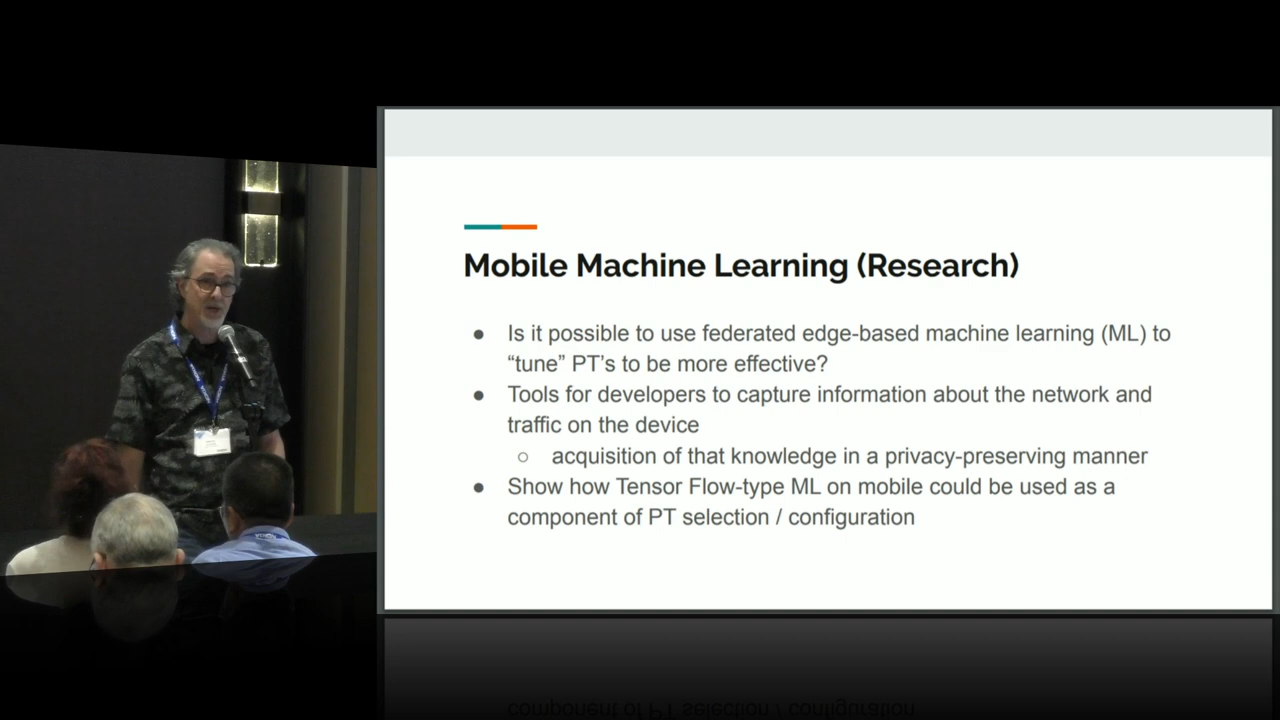 Mobile Machine Learning (Research)
● Is it possible to use federated edge-based machine learning (ML) to
“tune” PT’s to be more effective?
● Tools for developers to capture information about the network and
traffic on the device
○ acquisition of that knowledge in a privacy-preserving manner
● Show how Tensor Flow-type ML on mobile could be used as a
component of PT selection / configuration